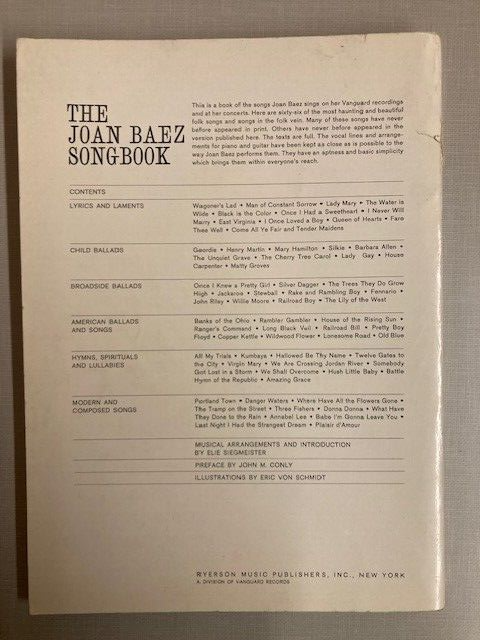 THE
JOAN BAEZ
SONGBOOK
This is a book of the songs Joan Baez sings on her Vanguard recordings
and at her concerts. Here are sixty-six of the most haunting and beautiful
folk songs and songs in the folk vein. Many of these songs have never
before appeared in print. Others have never before appeared in the
version published here. The texts are full. The vocal lines and arrange-
ments for piano and guitar have been kept as close as is possible to the
way Joan Baez performs them. They have an aptness and basic simplicity
which brings them within everyone's reach.
CONTENTS
LYRICS AND LAMENTS
Wagoner's Lad • Man of Constant Sorrow • Lady Mary • The Water is
Wide • Black is the Color • Once I Had a Sweetheart • I Never Will
Marry • East Virginia • I Once Loved a Boy • Queen of Hearts • Fare
Thee Well • Come All Ye Fair and Tender Maidens
CHILD BALLADS
Geordie • Henry Martin • Mary Hamilton • Silkie • Barbara Allen •
The Unquiet Grave • The Cherry Tree Carol • Lady Gay • House
Carpenter • Matty Groves
BROADSIDE BALLADS
Once I Knew a Pretty Girl • Silver Dagger • The Trees They Do Grow
High • Jackaroe • Stewball • Rake and Rambling Boy • Fennario •
John Riley • Willie Moore • Railroad Boy • The Lily of the West
AMERICAN BALLADS
AND SONGS
Banks of the Ohio • Rambler Gambler • House of the Rising Sun •
Ranger's Command • Long Black Veil • Railroad Bill • Pretty Boy
Floyd • Copper Kettle • Wildwood Flower • Lonesome Road • Old Blue
HYMNS, SPIRITUALS
AND LULLABIES
All My Trials • Kumbaya • Hallowed Be Thy Name • Twelve Gates to
the City • Virgin Mary • We Are Crossing Jordan River • Somebody
Got Lost in a Storm • We Shall Overcome • Hush Little Baby • Battle
Hymn of the Republic • Amazing Grace
MODERN AND
COMPOSED SONGS
Portland Town • Danger Waters • Where Have All the Flowers Gone •
The Tramp on the Street • Three Fishers • Donna Donna • What Have
They Done to the Rain • Annabel Lee • Babe I'm Gonna Leave You •
Last Night I Had the Strangest Dream • Plaisir d'Amour
MUSICAL ARRANGEMENTS AND INTRODUCTION
BY ELIE SIEGMEISTER
PREFACE BY JOHN M. CONLY
ILLUSTRATIONS BY ERIC VON SCHMIDT
RYERSON MUSIC PUBLISHERS, INC., NEW YORK
A DIVISION OF VANGUARD RECORDS